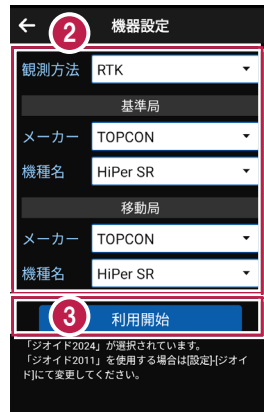 ← 機器設定
2
観測方法 RTK
基準局
メーカー TOPCON
機種名 HiPer SR
移動局
メーカー TOPCON
機種名 HiPer SR
3 利用開始
「ジオイド2024」が選択されています。
「ジオイド2011」を使用する場合は[設定]-[ジオイ
ド]にて変更してください。